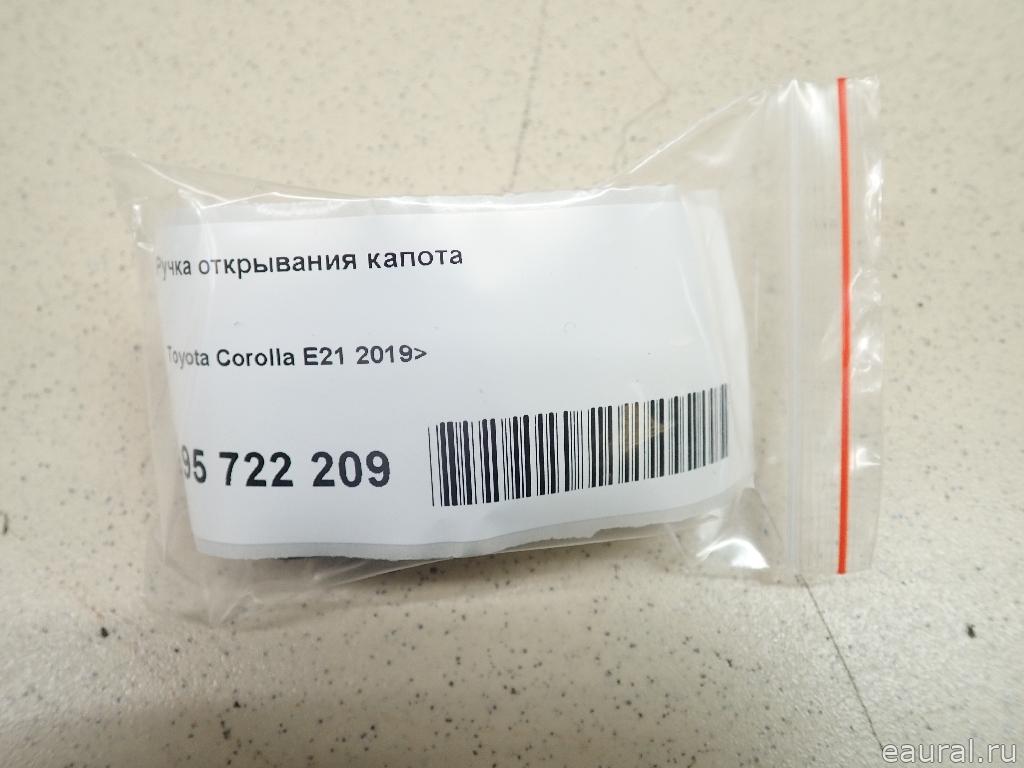 Ручка открывания капота
Toyota Corolla E21 2019>
95 722 209
eaural.ru